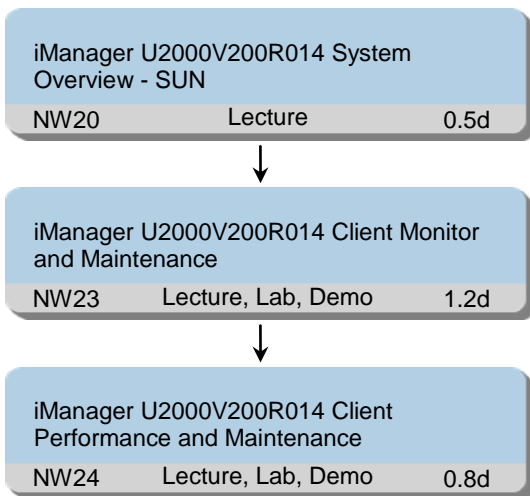 iManager U2000V200R014 System
Overview - SUN
NW20 Lecture 0.5d
iManager U2000V200R014 Client Monitor
and Maintenance
NW23 Lecture, Lab, Demo 1.2d
iManager U2000V200R014 Client
Performance and Maintenance
NW24 Lecture, Lab, Demo 0.8d